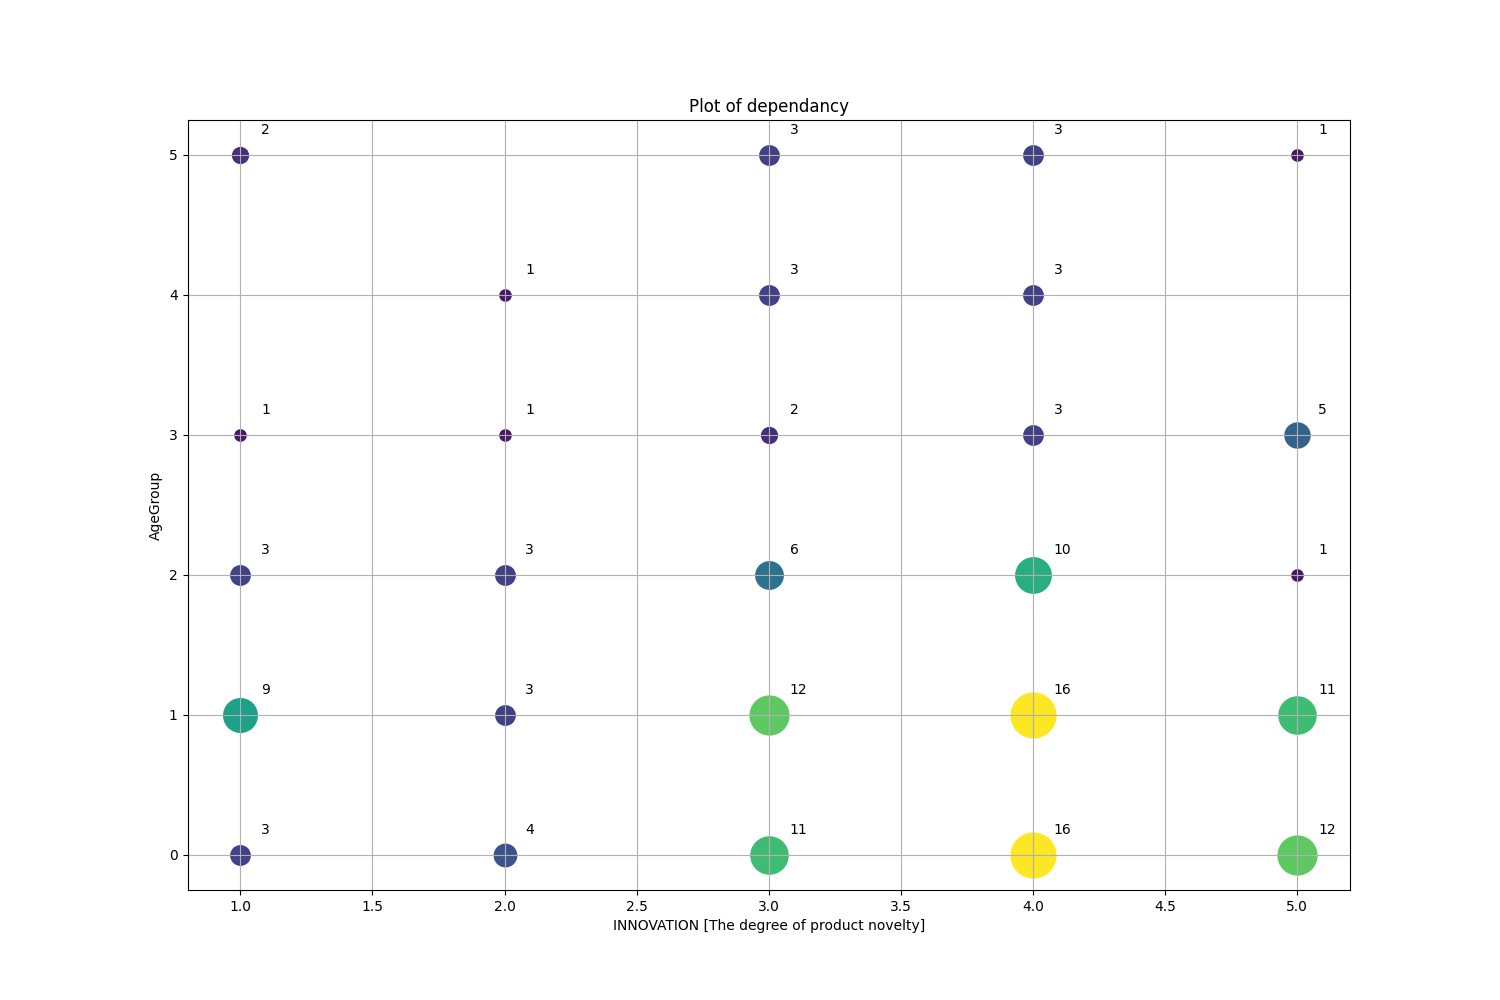 Plot of dependancy
2 3 3 1
5
1 3 3
4
1 1 2 3 5
3
AgeGroup
3 3 6 10 1
2
9 3 12 16 11
1
3 4 11 16 12
0
1.0 1.5 2.0 2.5 3.0 3.5 4.0 4.5 5.0
INNOVATION [The degree of product novelty]